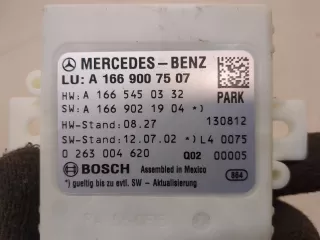 MERCEDES-BENZ
LU: A 166 900 75 07
HW: A 166 545 03 32 PARK
SW: A 166 902 19 04 *)
HW-Stand: 08.27 130812
SW-Stand: 12.07.02 *) L4 0075
0 263 004 620 Q02 00005
BOSCH Assembled in Mexico
*) gueltig bis zu evtl. SW - Aktualisierung 864